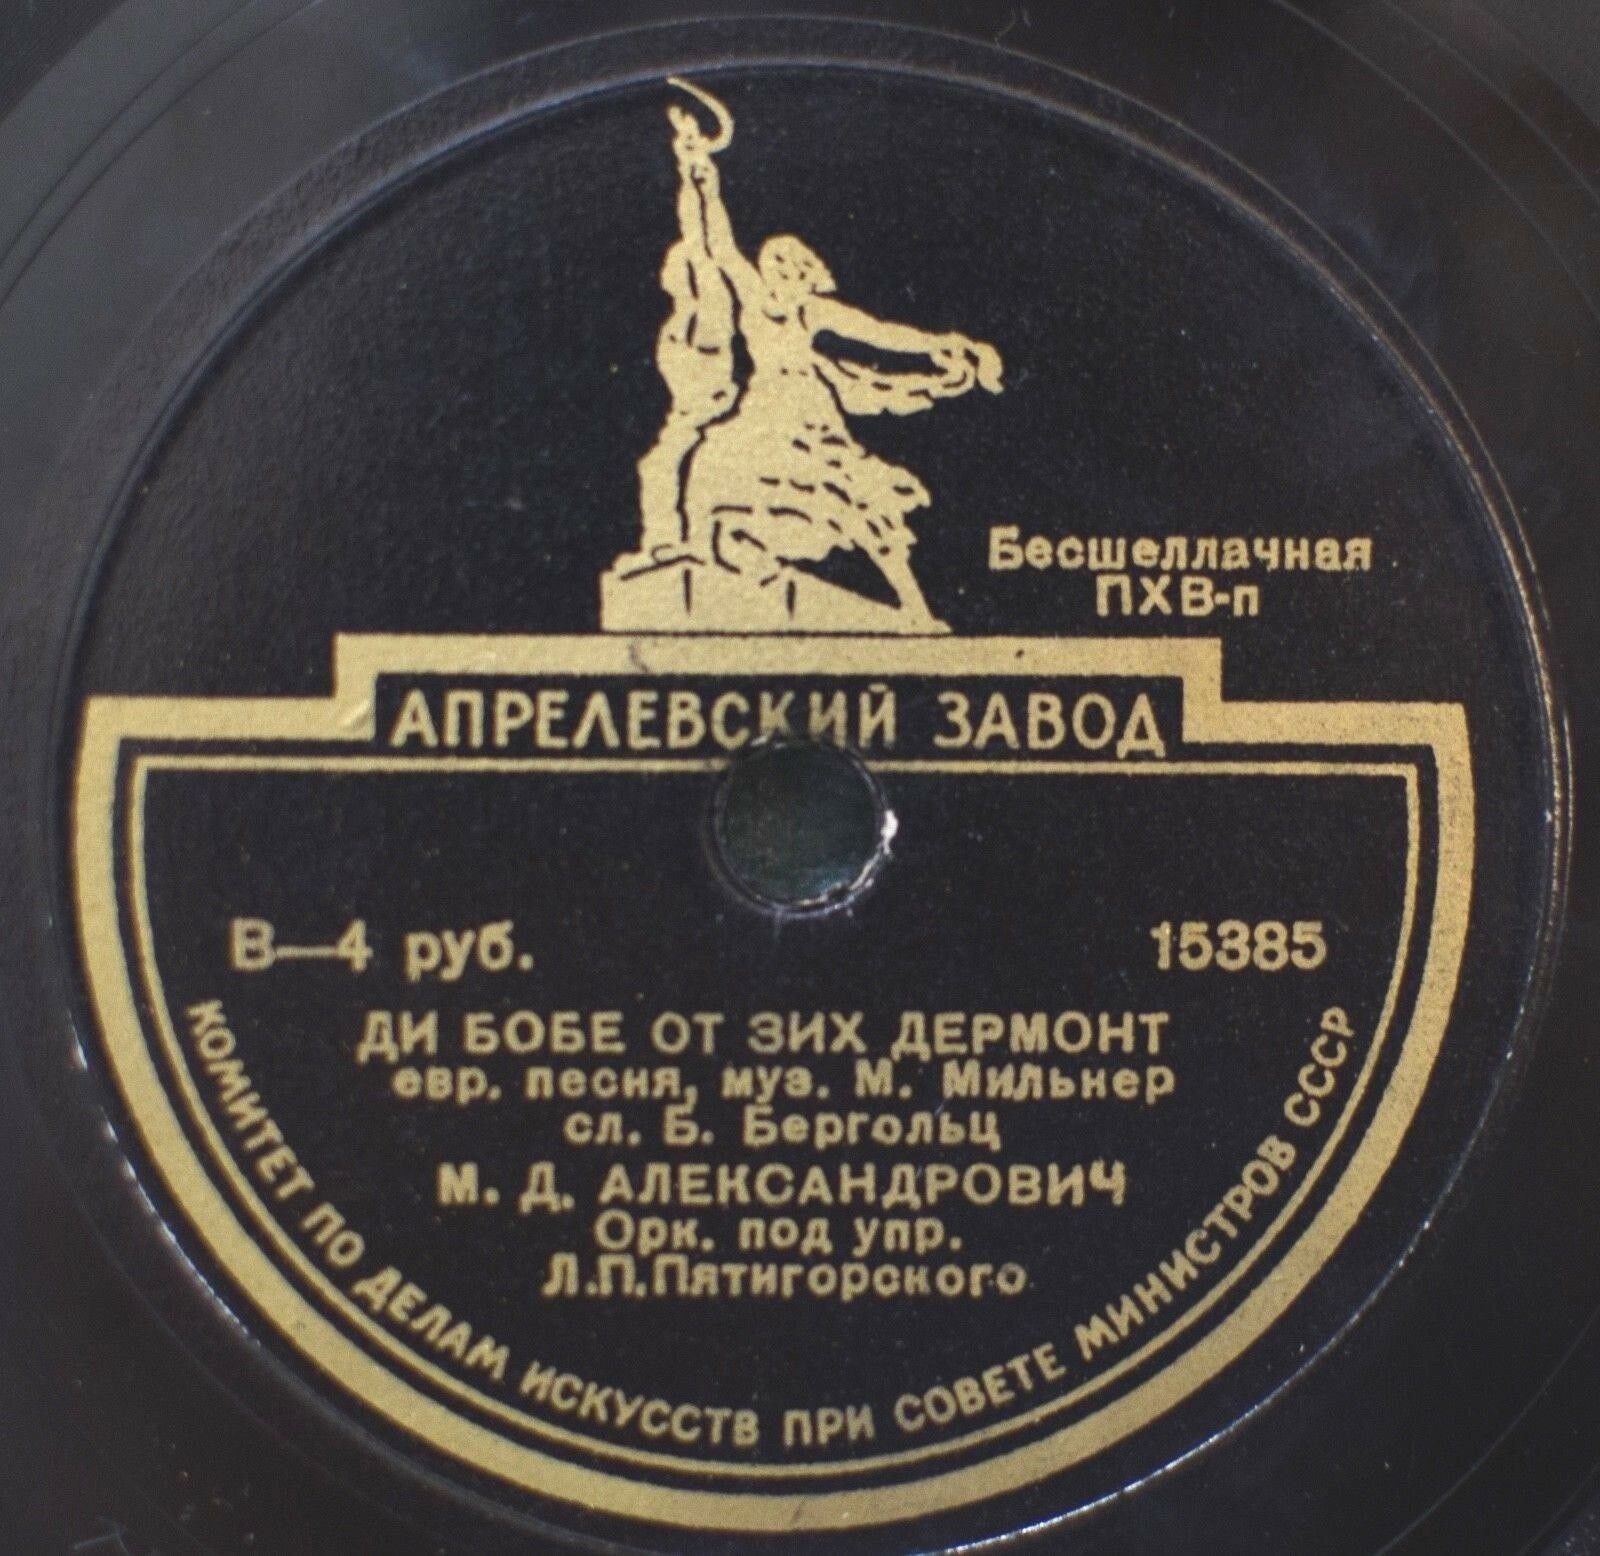 Бесшеллачная
ПХВ-п
АПРЕЛЕВСКИЙ ЗАВОД
В—4 руб.
15385
ДИ БОБЕ ОТ ЗИХ ДЕРМОНТ
евр. песня, муз. М. Мильнер
сл. Б. Бергольц
М. Д. АЛЕКСАНДРОВИЧ
Орк. под упр.
Л.П.Пятигорского
КОМИТЕТ ПО ДЕЛАМ ИСКУССТВ ПРИ СОВЕТЕ МИНИСТРОВ СССР